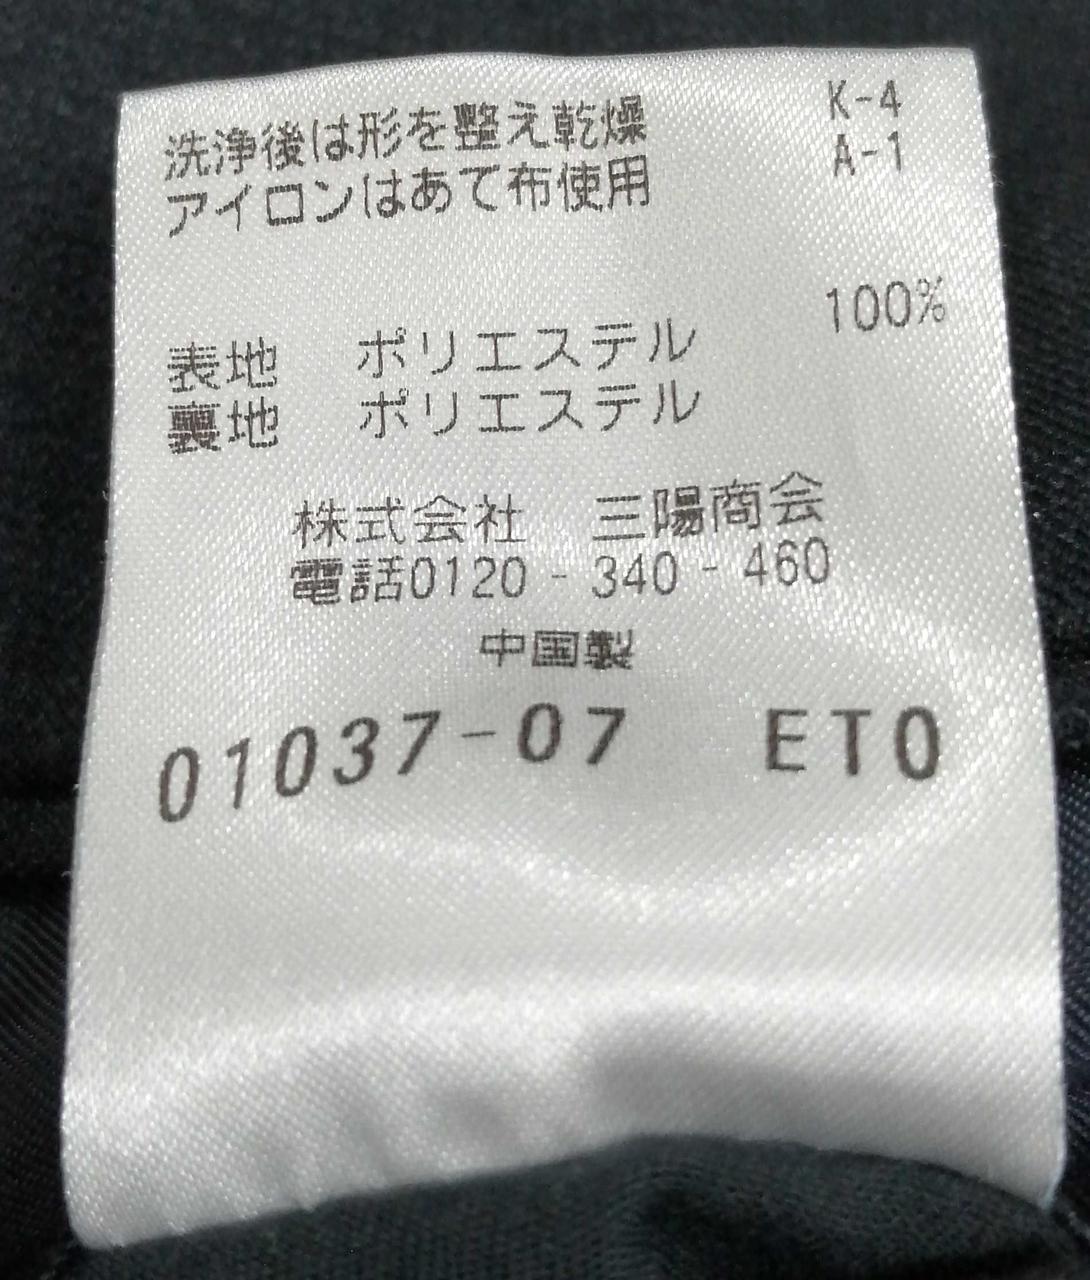 洗浄後は形を整え乾燥 K-4
アイロンはあて布使用 A-1
表地 ポリエステル 100%
裏地 ポリエステル
株式会社 三陽商会
電話0120-340-460
中国製
01037-07 ETO